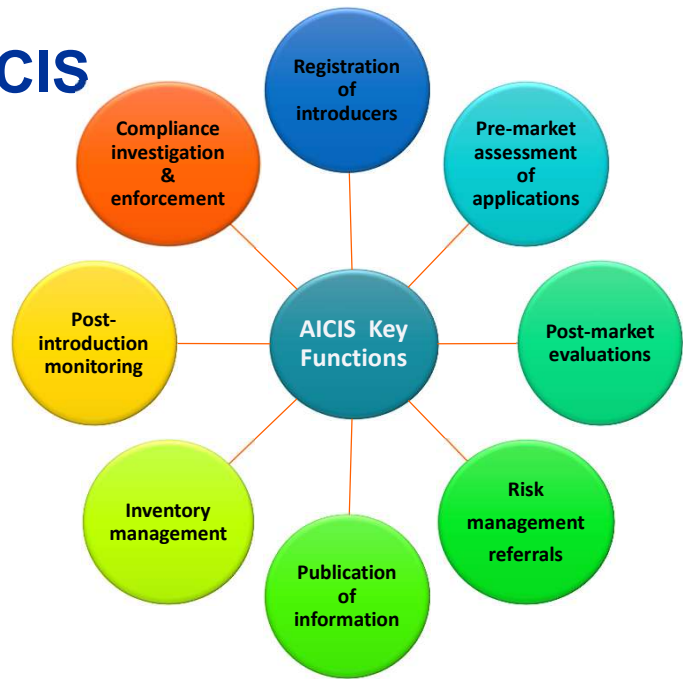 CIS
Registration
of
introducers
Pre-market
assessment
of
applications
Post-market
evaluations
Risk
management
referrals
Publication
of
information
Inventory
management
Post-
introduction
monitoring
Compliance
investigation
&
enforcement
AICIS Key
Functions